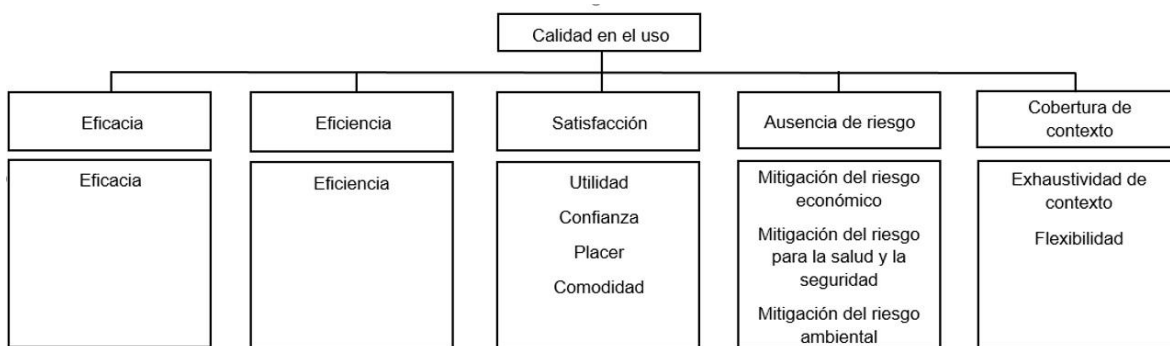 Calidad en el uso
Eficacia
Eficiencia
Satisfacción
Ausencia de riesgo
Cobertura de
contexto
Eficacia
Eficiencia
Utilidad
Confianza
Placer
Comodidad
Mitigación del riesgo
económico
Mitigación del riesgo
para la salud y la
seguridad
Mitigación del riesgo
ambiental
Exhaustividad de
contexto
Flexibilidad